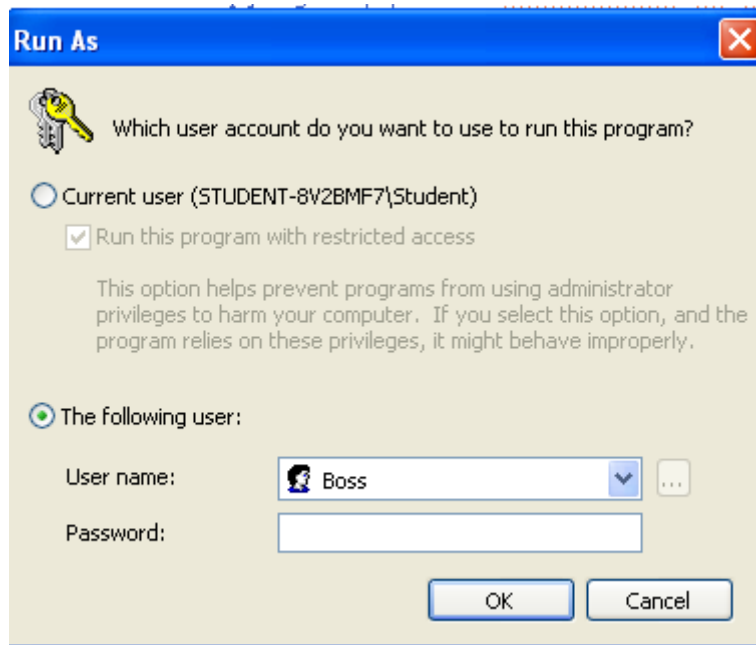 Run As
Which user account do you want to use to run this program?
Current user (STUDENT-8V2BMF7\Student)
Run this program with restricted access
This option helps prevent programs from using administrator
privileges to harm your computer. If you select this option, and the
program relies on these privileges, it might behave improperly.
The following user:
User name:
Boss
...
Password:
OK
Cancel